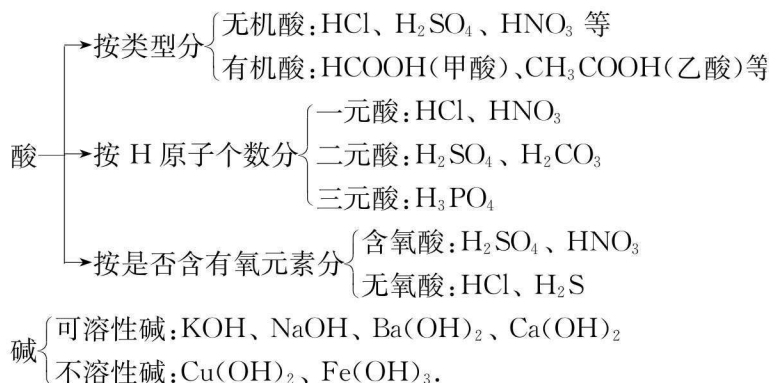 无机酸:HCl、H₂SO₄、HNO₃ 等
按类型分
有机酸:HCOOH(甲酸)、CH₃COOH(乙酸)等
一元酸:HCl、HNO₃
酸 按 H 原子个数分 二元酸:H₂SO₄、H₂CO₃
三元酸:H₃PO₄
含氧酸:H₂SO₄、HNO₃
按是否含有氧元素分
无氧酸:HCl、H₂S
可溶性碱:KOH、NaOH、Ba(OH)₂、Ca(OH)₂
碱
不溶性碱:Cu(OH)₂、Fe(OH)₃.